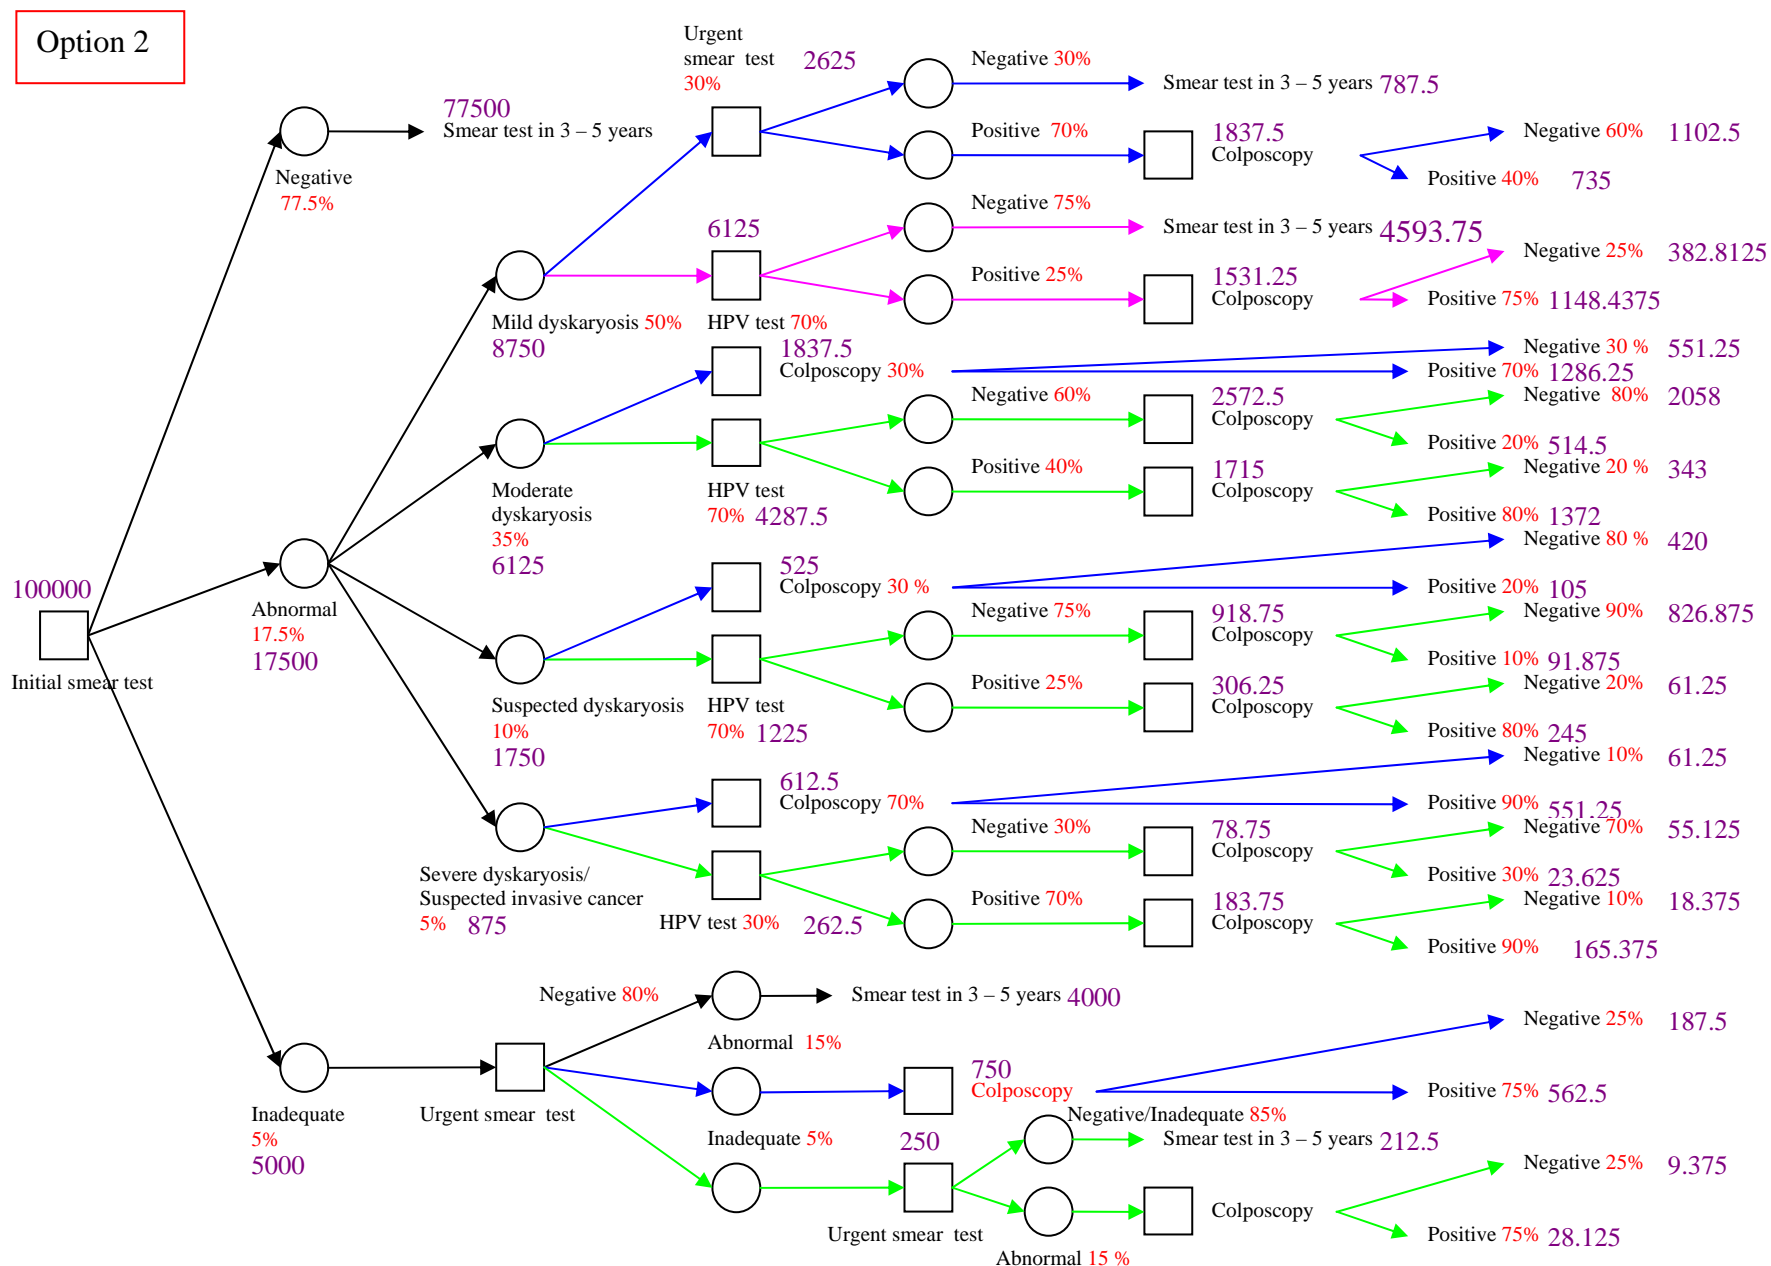 Option 2
Urgent
smear test 2625
30%
Negative 30%
Smear test in 3 – 5 years 787.5
77500
Smear test in 3 – 5 years
Negative
77.5%
Positive 70%
1837.5
Colposcopy
Negative 60% 1102.5
Positive 40% 735
Negative 75%
Smear test in 3 – 5 years 4593.75
6125
Positive 25%
1531.25
Colposcopy
Negative 25% 382.8125
Positive 75% 1148.4375
Mild dyskaryosis 50%
8750
HPV test 70%
1837.5
Colposcopy 30%
Negative 30 % 551.25
Positive 70% 1286.25
Negative 60%
2572.5
Colposcopy
Negative 80% 2058
Positive 20% 514.5
Positive 40%
1715
Colposcopy
Negative 20 % 343
Positive 80% 1372
Moderate
dyskaryosis
35%
6125
HPV test
70% 4287.5
525
Colposcopy 30 %
Negative 80 % 420
Positive 20% 105
100000
Initial smear test
Abnormal
17.5%
17500
Negative 75%
918.75
Colposcopy
Negative 90% 826.875
Positive 10% 91.875
Positive 25%
306.25
Colposcopy
Negative 20% 61.25
Positive 80% 245
Suspected dyskaryosis
10%
1750
HPV test
70% 1225
612.5
Colposcopy 70%
Negative 10% 61.25
Positive 90% 551.25
Negative 30%
78.75
Colposcopy
Negative 70% 55.125
Positive 30% 23.625
Severe dyskaryosis/
Suspected invasive cancer
5% 875
HPV test 30% 262.5
Positive 70%
183.75
Colposcopy
Negative 10% 18.375
Positive 90% 165.375
Negative 80%
Smear test in 3 – 5 years 4000
Abnormal 15%
750
Colposcopy
Negative 25% 187.5
Positive 75% 562.5
Inadequate
5%
5000
Urgent smear test
Inadequate 5%
250
Urgent smear test
Negative/Inadequate 85%
Smear test in 3 – 5 years 212.5
Abnormal 15 %
Colposcopy
Negative 25% 9.375
Positive 75% 28.125